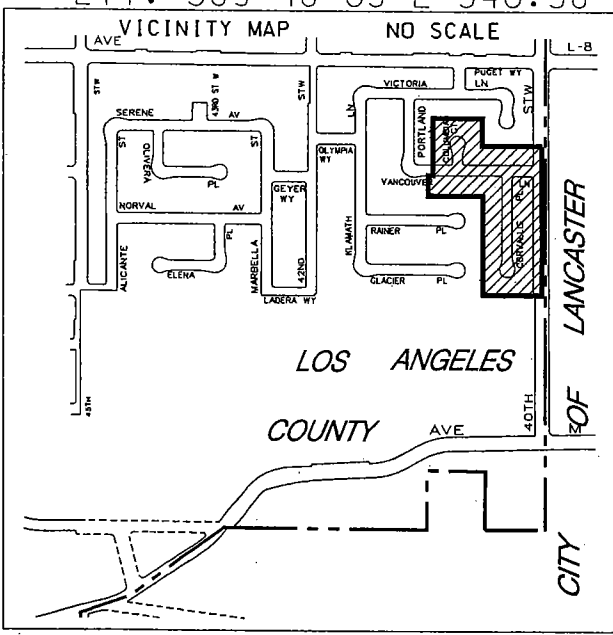 VICINITY MAP NO SCALE
AVE
L-8
STW
STW
43RD ST W
SERENE AV
ST
OLIVERA
PL
ST
NORVAL AV
ALICANTE
ELENA
PL
MARBELLA
GEYER
WY
42ND
LADERA WY
45TH
LN
OLYMPIA
WY
KLAMATH
VICTORIA
LN
PUGET WY
STW
PORTLAND
CT
VANCOUVER
LN
PL
CORVALLIS
RAINER PL
GLACIER PL
LOS ANGELES
COUNTY
AVE
M
40TH
CITY OF LANCASTER